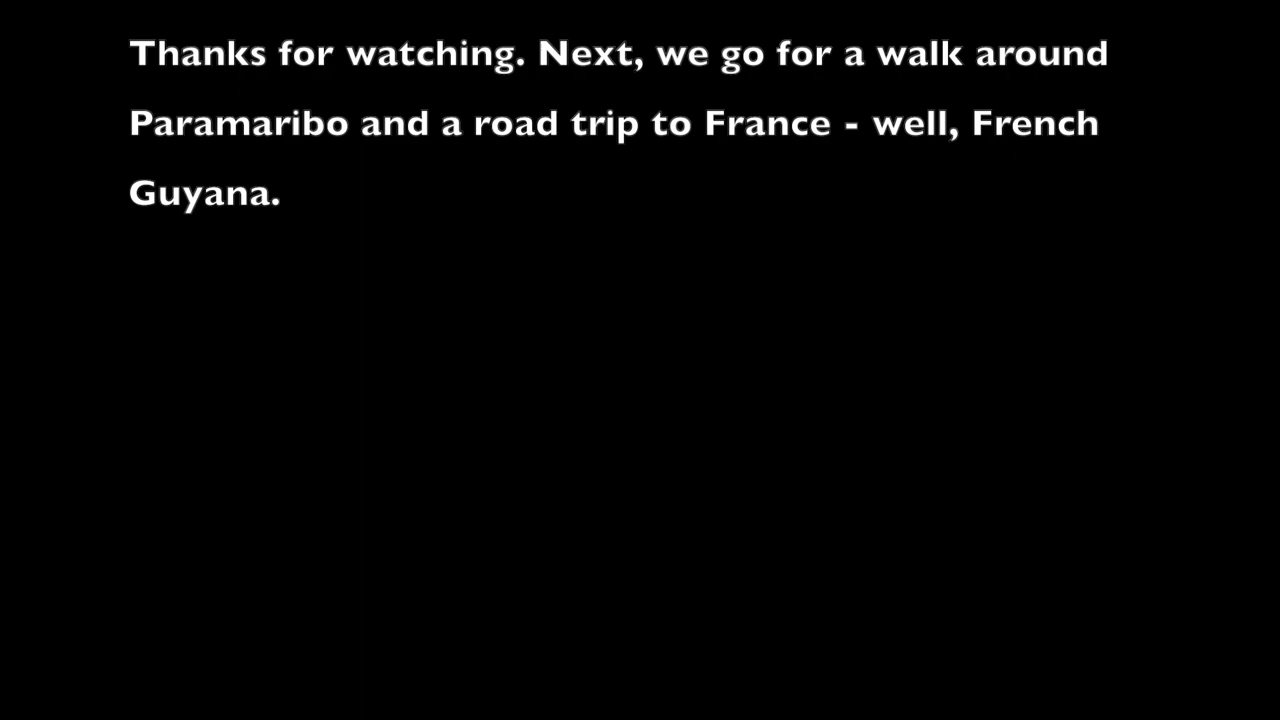 Thanks for watching. Next, we go for a walk around
Paramaribo and a road trip to France - well, French
Guyana.